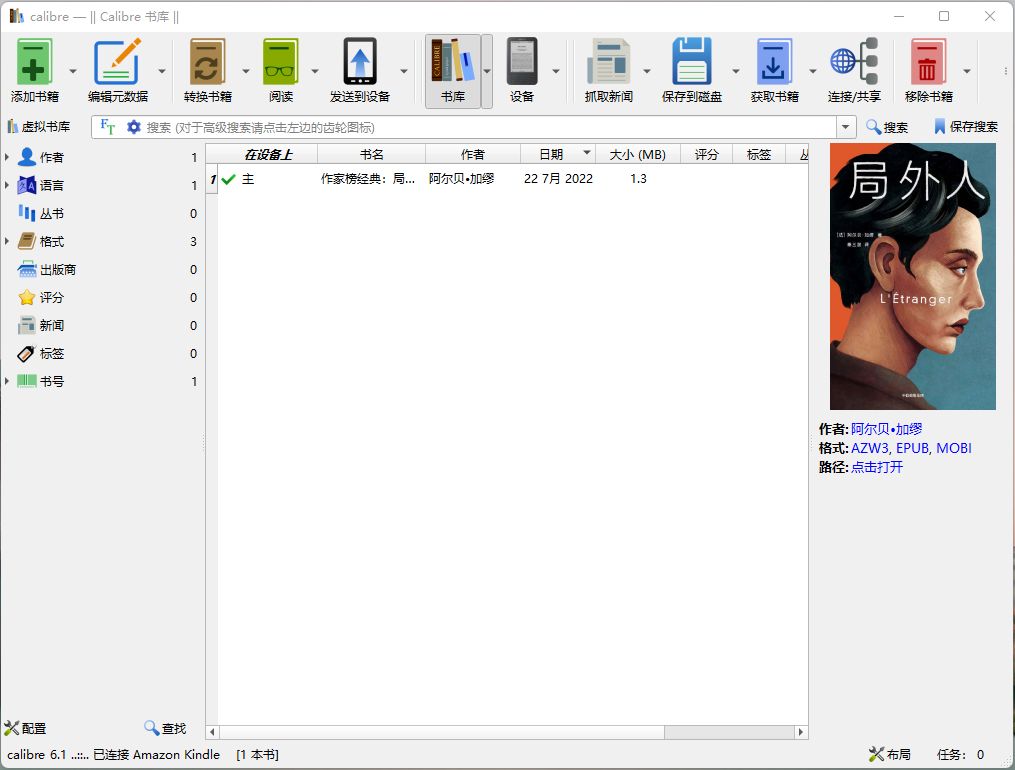 calibre — || Calibre 书库 ||
添加书籍 编辑元数据 转换书籍 阅读 发送到设备 书库 设备 抓取新闻 保存到磁盘 获取书籍 连接/共享 移除书籍
CALIBRE
虚拟书库 搜索 (对于高级搜索请点击左边的齿轮图标) 搜索 保存搜索
作者 1
语言 1
丛书 0
格式 3
出版商 0
评分 0
新闻 0
标签 0
书号 1
在设备上 书名 作者 日期 大小 (MB) 评分 标签 丛
1 主 作家榜经典：局... 阿尔贝•加缪 22 7月 2022 1.3
局外人
[法] 阿尔贝·加缪 著
L'Étranger
作者: 阿尔贝•加缪
格式: AZW3, EPUB, MOBI
路径: 点击打开
配置 查找
calibre 6.1 ..::.. 已连接 Amazon Kindle [1 本书] 布局 任务： 0